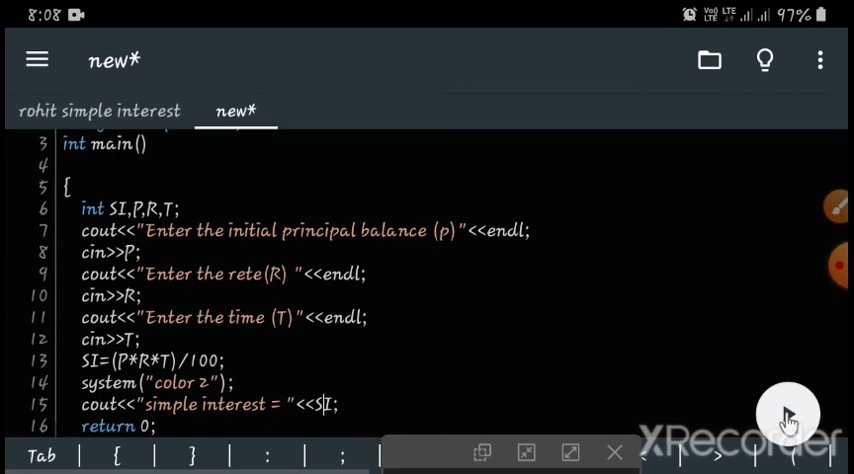 8:08
Vo)) LTE LTE 97%
new*
rohit simple interest new*
3 int main()
4
5 {
6 int SI,P,R,T;
7 cout<<"Enter the initial principal balance (p)"<<endl;
8 cin>>P;
9 cout<<"Enter the rete(R) "<<endl;
10 cin>>R;
11 cout<<"Enter the time (T)"<<endl;
12 cin>>T;
13 SI=(P*R*T)/100;
14 system("color 2");
15 cout<<"simple interest = "<<SI;
16 return 0;
XRecorder
Tab { } : ; < > (